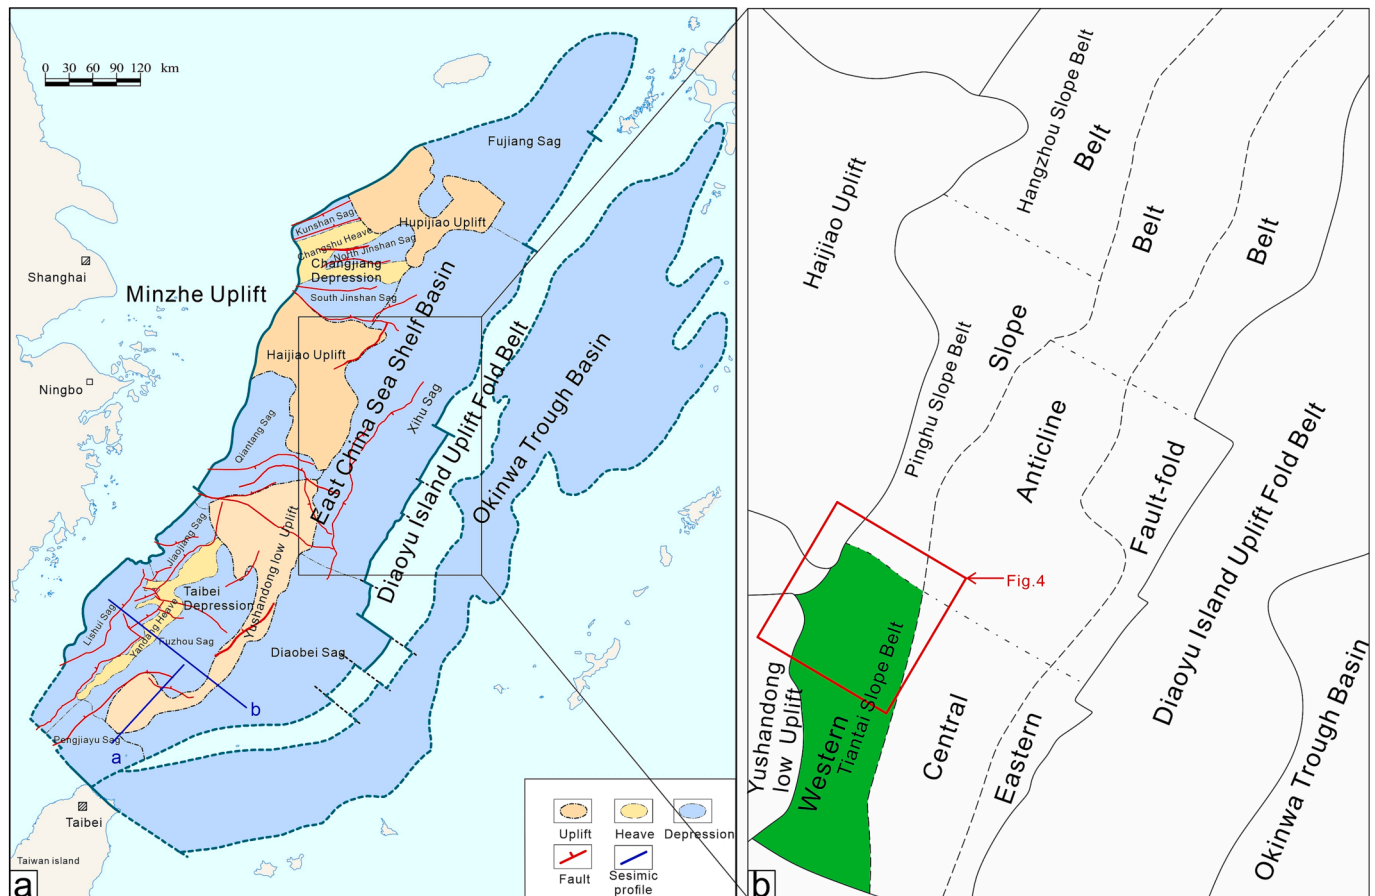 0 30 60 90 120 km
Fujiang Sag
Kunshan Sag
Hupijiao Uplift
Changshu Heave
North Jinshan Sag
Changjiang
Depression
South Jinshan Sag
Shanghai
Minzhe Uplift
Haijiao Uplift
Ningbo
East China Sea Shelf Basin
Xihu Sag
Qiantang Sag
Diaoyu Island Uplift Fold Belt
Okinwa Trough Basin
Jiaojiang Sag
Yushandong low Uplift
Taibei
Depression
Lishui Sag
Yandang Heave
Fuzhou Sag
Diaobei Sag
b
Pengjiayu Sag
a
Taibei
Taiwan island
Uplift
Heave
Depression
Fault
Sesimic
profile
a
Hangzhou Slope Belt
Belt
Haijiao Uplift
Belt
Belt
Pinghu Slope Belt
Slope
Anticline
Fault-fold
Diaoyu Island Uplift Fold Belt
Fig.4
Yushandong
low Uplift
Western
Tiantai Slope Belt
Central
Eastern
Okinwa Trough Basin
b